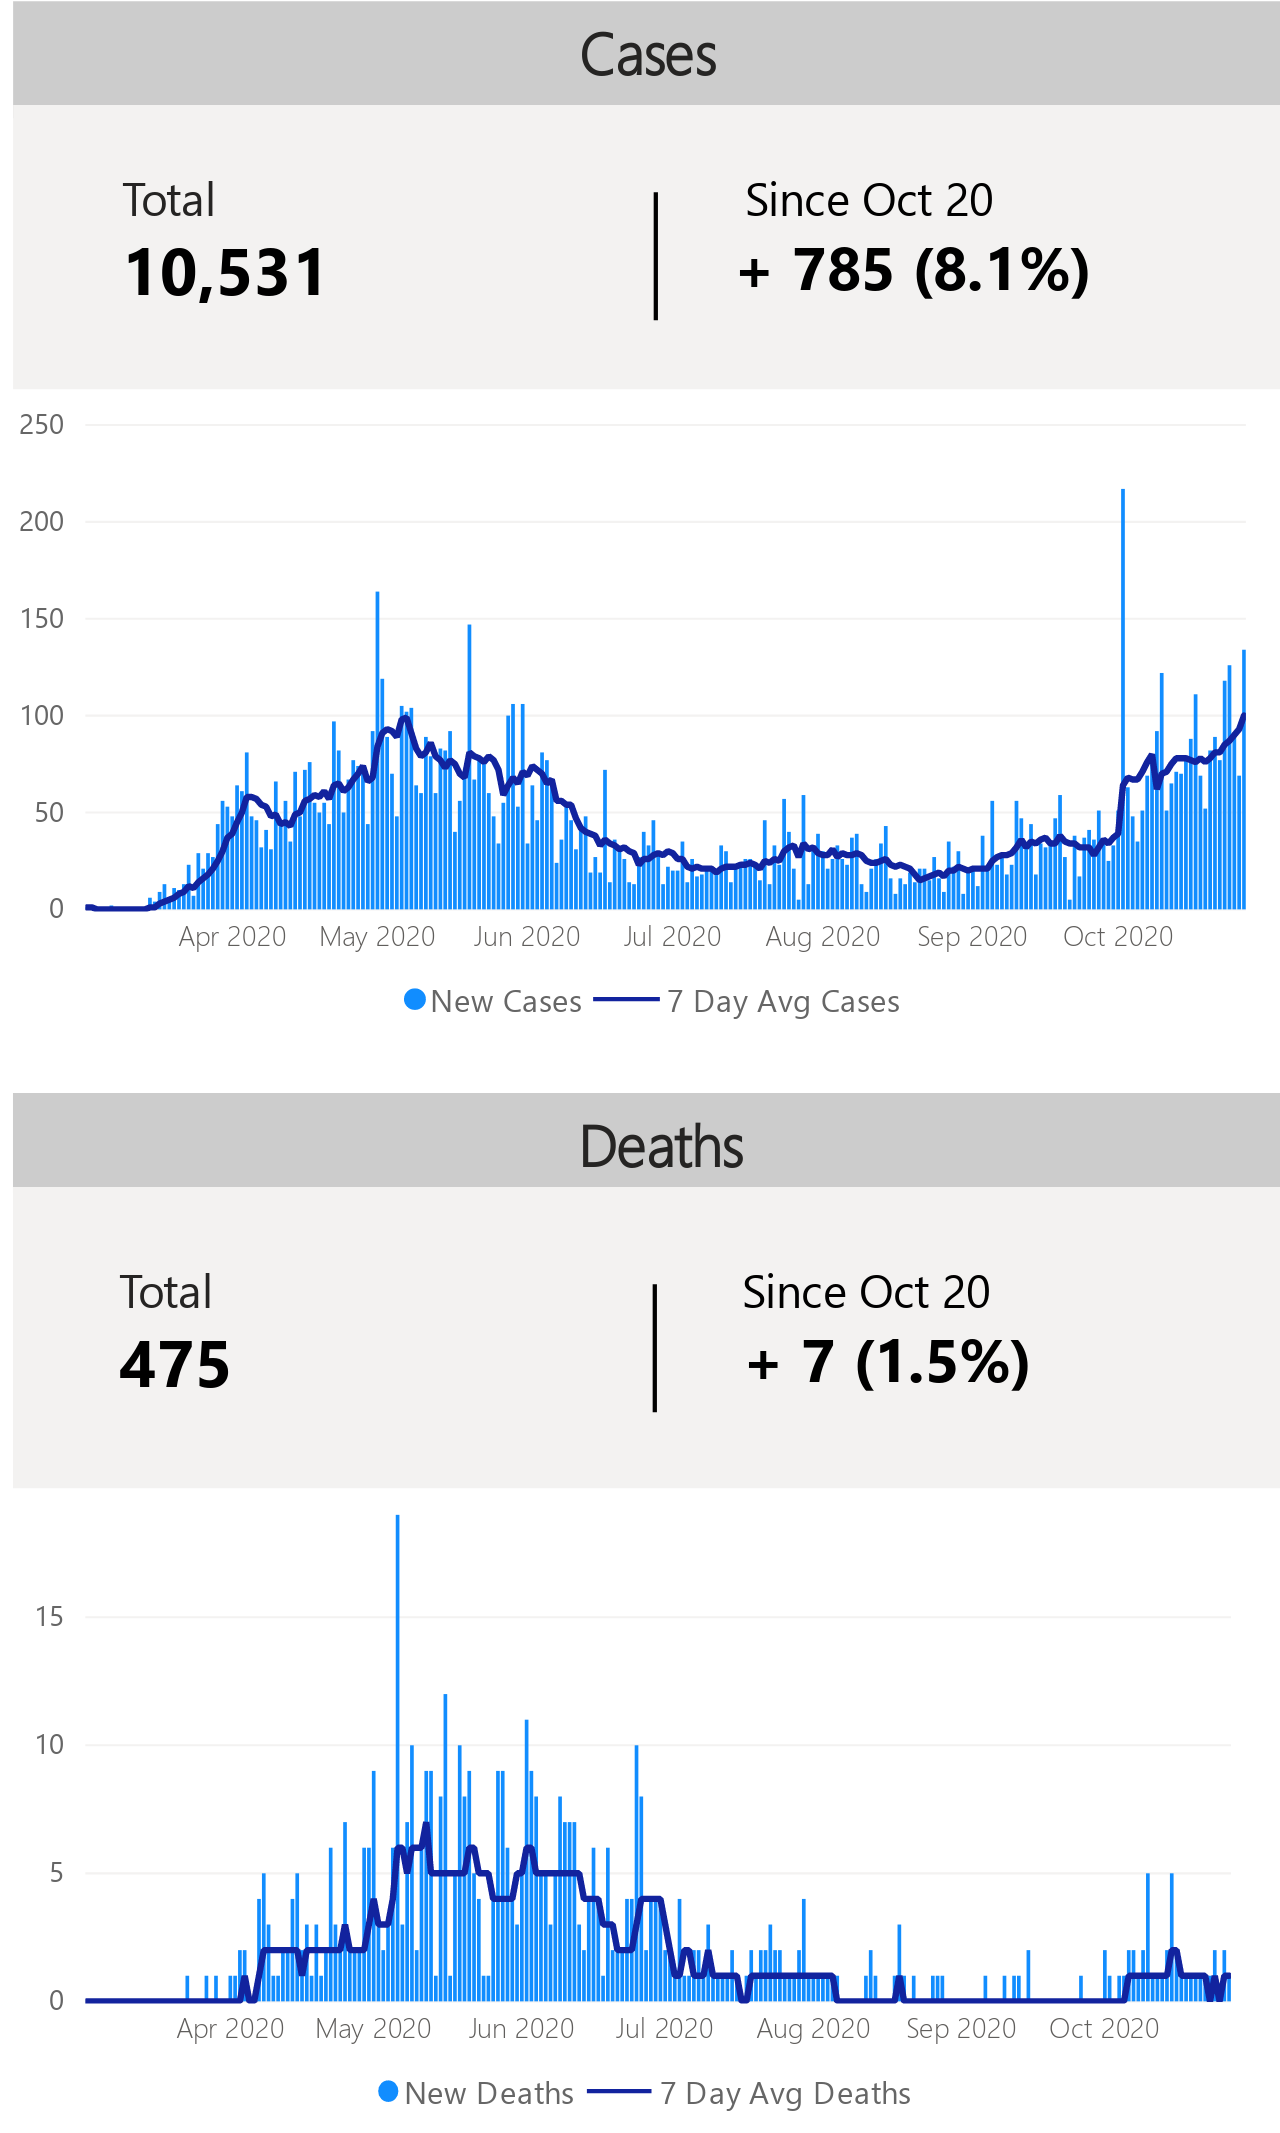 Cases
Total
Since Oct 20
10,531
+ 785 (8.1%)
250
200
150
100
50
0
Apr 2020 May 2020 Jun 2020 Jul 2020 Aug 2020 Sep 2020 Oct 2020
New Cases 7 Day Avg Cases
Deaths
Total
Since Oct 20
475
+ 7 (1.5%)
15
10
5
0
Apr 2020 May 2020 Jun 2020 Jul 2020 Aug 2020 Sep 2020 Oct 2020
New Deaths 7 Day Avg Deaths